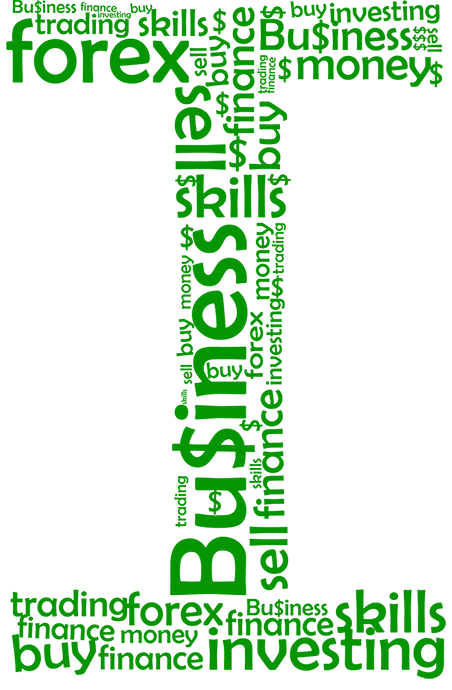 Bu$iness finance buy
investing
trading skills $
forex
sell
buy
$
finance
$
$ buy investing
Bu$iness
$$$
sell
$ money $
trading
finance
buy
sell
$ skills $
Bu$iness
$
money
buy
sell
skills
buy
money
forex
trading
$
investing
$
finance
skills
sell
trading
$
trading forex Bu$iness skills
finance money finance
buy finance investing